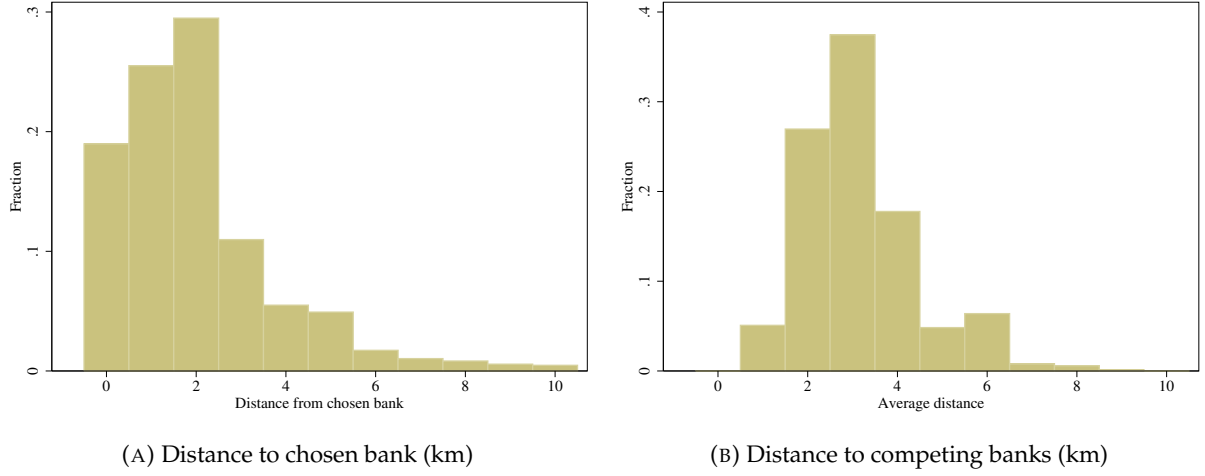 .3
.2
.1
0
Fraction
0 2 4 6 8 10
Distance from chosen bank
(A) Distance to chosen bank (km)
.4
.3
.2
.1
0
Fraction
0 2 4 6 8 10
Average distance
(B) Distance to competing banks (km)